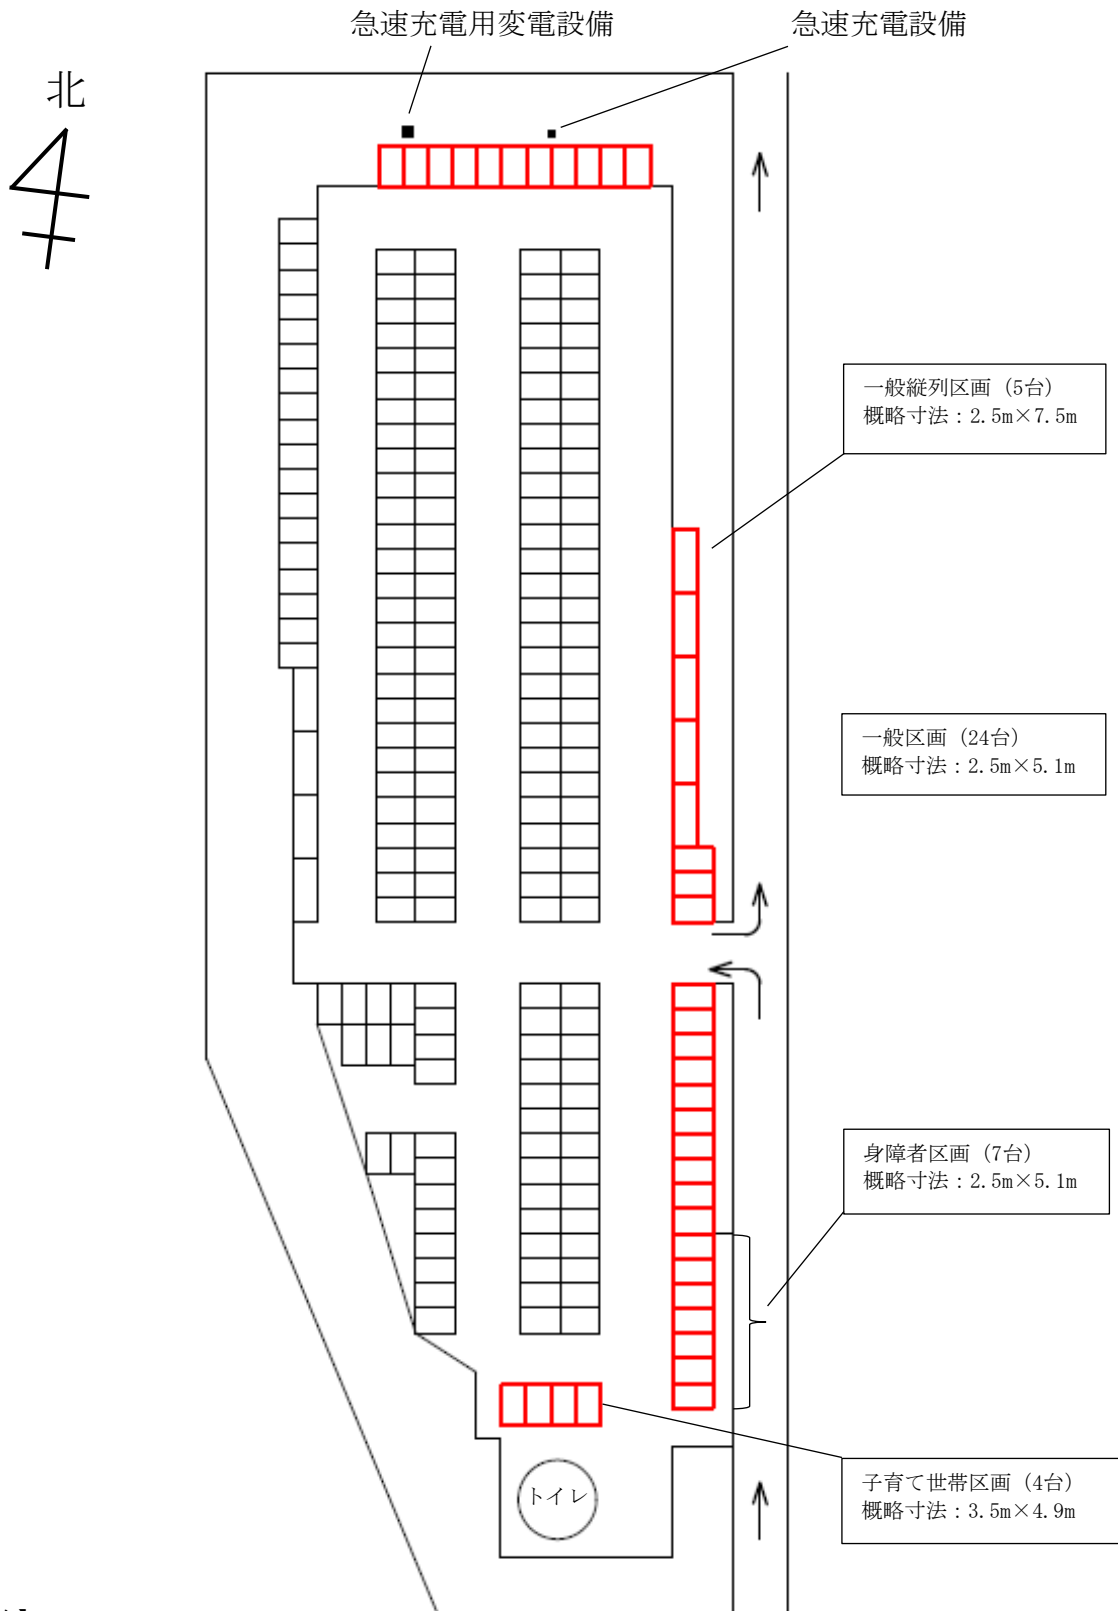 急速充電用変電設備
急速充電設備
北
一般縦列区画（5台）
概略寸法：2.5m×7.5m
一般区画（24台）
概略寸法：2.5m×5.1m
身障者区画（7台）
概略寸法：2.5m×5.1m
子育て世帯区画（4台）
概略寸法：3.5m×4.9m
トイレ